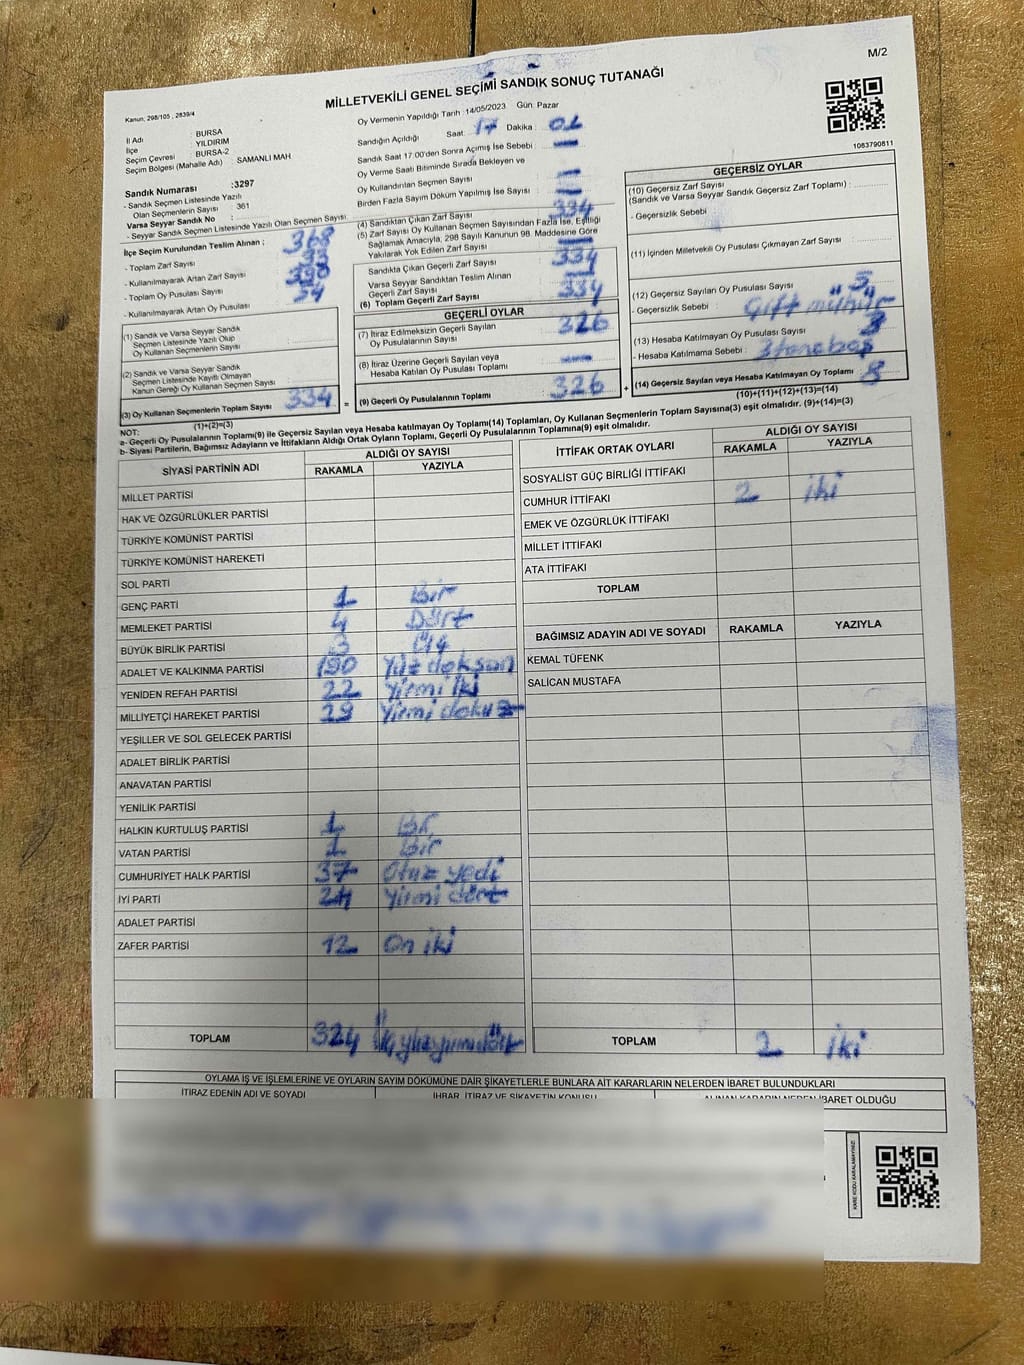 M/2
MİLLETVEKİLİ GENEL SEÇİMİ SANDIK SONUÇ TUTANAĞI
Kanun, 298/105 , 2839/4
İl Adı : BURSA
İlçe : YILDIRIM
Seçim Çevresi : BURSA-2
Seçim Bölgesi (Mahalle Adı) : SAMANLI MAH
Oy Vermenin Yapıldığı Tarih :14/05/2023 Gün: Pazar
Sandığın Açıldığı Saat: 17 Dakika : 01
Sandık Saat 17:00'den Sonra Açımış İse Sebebi : —
Oy Verme Saati Bitiminde Sırada Bekleyen ve
Oy Kullandırılan Seçmen Sayısı : —
Birden Fazla Sayım Döküm Yapılmış İse Sayısı : —
1083790811
Sandık Numarası :3297
- Sandık Seçmen Listesinde Yazılı
Olan Seçmenlerin Sayısı : 361
Varsa Seyyar Sandık No :
- Seyyar Sandık Seçmen Listesinde Yazılı Olan Seçmen Sayısı:
İlçe Seçim Kurulundan Teslim Alınan ;
- Toplam Zarf Sayısı : 368
- Kullanılmayarak Artan Zarf Sayısı
- Toplam Oy Pusulası Sayısı
- Kullanılmayarak Artan Oy Pusulası
(1) Sandık ve Varsa Seyyar Sandık
Seçmen Listesinde Yazılı Olup
Oy Kullanan Seçmenlerin Sayısı
(2) Sandık ve Varsa Seyyar Sandık
Seçmen Listesinde Kayıtlı Olmayan
Kanun Gereği Oy Kullanan Seçmen Sayısı :
(3) Oy Kullanan Seçmenlerin Toplam Sayısı : 334
(1)+(2)=(3)
(4) Sandıktan Çıkan Zarf Sayısı : 334
(5) Zarf Sayısı Oy Kullanan Seçmen Sayısından Fazla İse, Eşitliği
Sağlamak Amacıyla, 298 Sayılı Kanunun 98. Maddesine Göre
Yakılarak Yok Edilen Zarf Sayısı : —
Sandıkta Çıkan Geçerli Zarf Sayısı : 334
Varsa Seyyar Sandıktan Teslim Alınan
Geçerli Zarf Sayısı : —
(6) Toplam Geçerli Zarf Sayısı : 334
GEÇERLİ OYLAR
(7) İtiraz Edilmeksizin Geçerli Sayılan
Oy Pusulalarının Sayısı : 326
(8) İtiraz Üzerine Geçerli Sayılan veya
Hesaba Katılan Oy Pusulası Toplamı : —
(9) Geçerli Oy Pusulalarının Toplamı : 326
GEÇERSİZ OYLAR
(10) Geçersiz Zarf Sayısı
(Sandık ve Varsa Seyyar Sandık Geçersiz Zarf Toplamı) :
- Geçersizlik Sebebi :
(11) İçinden Milletvekili Oy Pusulası Çıkmayan Zarf Sayısı :
(12) Geçersiz Sayılan Oy Pusulası Sayısı : 5
- Geçersizlik Sebebi : Çift mühür
(13) Hesaba Katılmayan Oy Pusulası Sayısı : 3
- Hesaba Katılmama Sebebi : 3 tane boş
(14) Geçersiz Sayılan veya Hesaba Katılmayan Oy Toplamı : 8
(10)+(11)+(12)+(13)=(14)
NOT:
a- Geçerli Oy Pusulalarının Toplamı(9) ile Geçersiz Sayılan veya Hesaba katılmayan Oy Toplamı(14) Toplamları, Oy Kullanan Seçmenlerin Toplam Sayısına(3) eşit olmalıdır. (9)+(14)=(3)
b- Siyasi Partilerin, Bağımsız Adayların ve İttifakların Aldığı Ortak Oyların Toplamı, Geçerli Oy Pusulalarının Toplamına(9) eşit olmalıdır.
SİYASİ PARTİNİN ADI ALDIĞI OY SAYISI
RAKAMLA YAZIYLA
MİLLET PARTİSİ
HAK VE ÖZGÜRLÜKLER PARTİSİ
TÜRKİYE KOMÜNİST PARTİSİ
TÜRKİYE KOMÜNİST HAREKETİ
SOL PARTİ
GENÇ PARTİ 1 Bir
MEMLEKET PARTİSİ 4 Dört
BÜYÜK BİRLİK PARTİSİ 3 Üç
ADALET VE KALKINMA PARTİSİ 190 Yüz doksan
YENİDEN REFAH PARTİSİ 22 Yirmi iki
MİLLİYETÇİ HAREKET PARTİSİ 29 Yirmi dokuz
YEŞİLLER VE SOL GELECEK PARTİSİ
ADALET BİRLİK PARTİSİ
ANAVATAN PARTİSİ
YENİLİK PARTİSİ
HALKIN KURTULUŞ PARTİSİ 1 Bir
VATAN PARTİSİ 1 Bir
CUMHURİYET HALK PARTİSİ 37 Otuz yedi
İYİ PARTİ 24 Yirmi dört
ADALET PARTİSİ
ZAFER PARTİSİ 12 On iki
TOPLAM 324 Üç yüz yirmi dört
İTTİFAK ORTAK OYLARI ALDIĞI OY SAYISI
RAKAMLA YAZIYLA
SOSYALİST GÜÇ BİRLİĞİ İTTİFAKI
CUMHUR İTTİFAKI 2 İki
EMEK VE ÖZGÜRLÜK İTTİFAKI
MİLLET İTTİFAKI
ATA İTTİFAKI
TOPLAM
BAĞIMSIZ ADAYIN ADI VE SOYADI RAKAMLA YAZIYLA
KEMAL TÜFENK
SALİCAN MUSTAFA
TOPLAM 2 İki
OYLAMA İŞ VE İŞLEMLERİNE VE OYLARIN SAYIM DÖKÜMÜNE DAİR ŞİKAYETLERLE BUNLARA AİT KARARLARIN NELERDEN İBARET BULUNDUKLARI
İTİRAZ EDENİN ADI VE SOYADI İHBAR, İTİRAZ VE ŞİKAYETİN KONUSU ALINAN KARARIN NEDEN İBARET OLDUĞU
KARE KODU KARALAMAYINIZ!